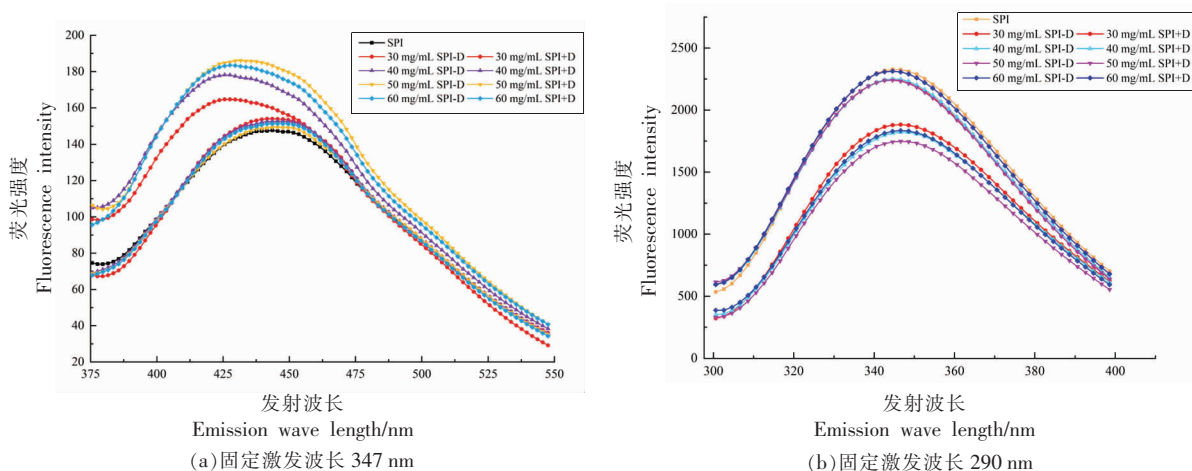 200
180
160
140
120
100
80
60
40
20
荧光强度
Fluorescence intensity
SPI
30 mg/mL SPI-D 30 mg/mL SPI+D
40 mg/mL SPI-D 40 mg/mL SPI+D
50 mg/mL SPI-D 50 mg/mL SPI+D
60 mg/mL SPI-D 60 mg/mL SPI+D
375 400 425 450 475 500 525 550
发射波长
Emission wave length/nm
(a)固定激发波长 347 nm
2500
2000
1500
1000
500
0
荧光强度
Fluorescence intensity
SPI
30 mg/mL SPI-D 30 mg/mL SPI+D
40 mg/mL SPI-D 40 mg/mL SPI+D
50 mg/mL SPI-D 50 mg/mL SPI+D
60 mg/mL SPI-D 60 mg/mL SPI+D
300 320 340 360 380 400
发射波长
Emission wave length/nm
(b)固定激发波长 290 nm